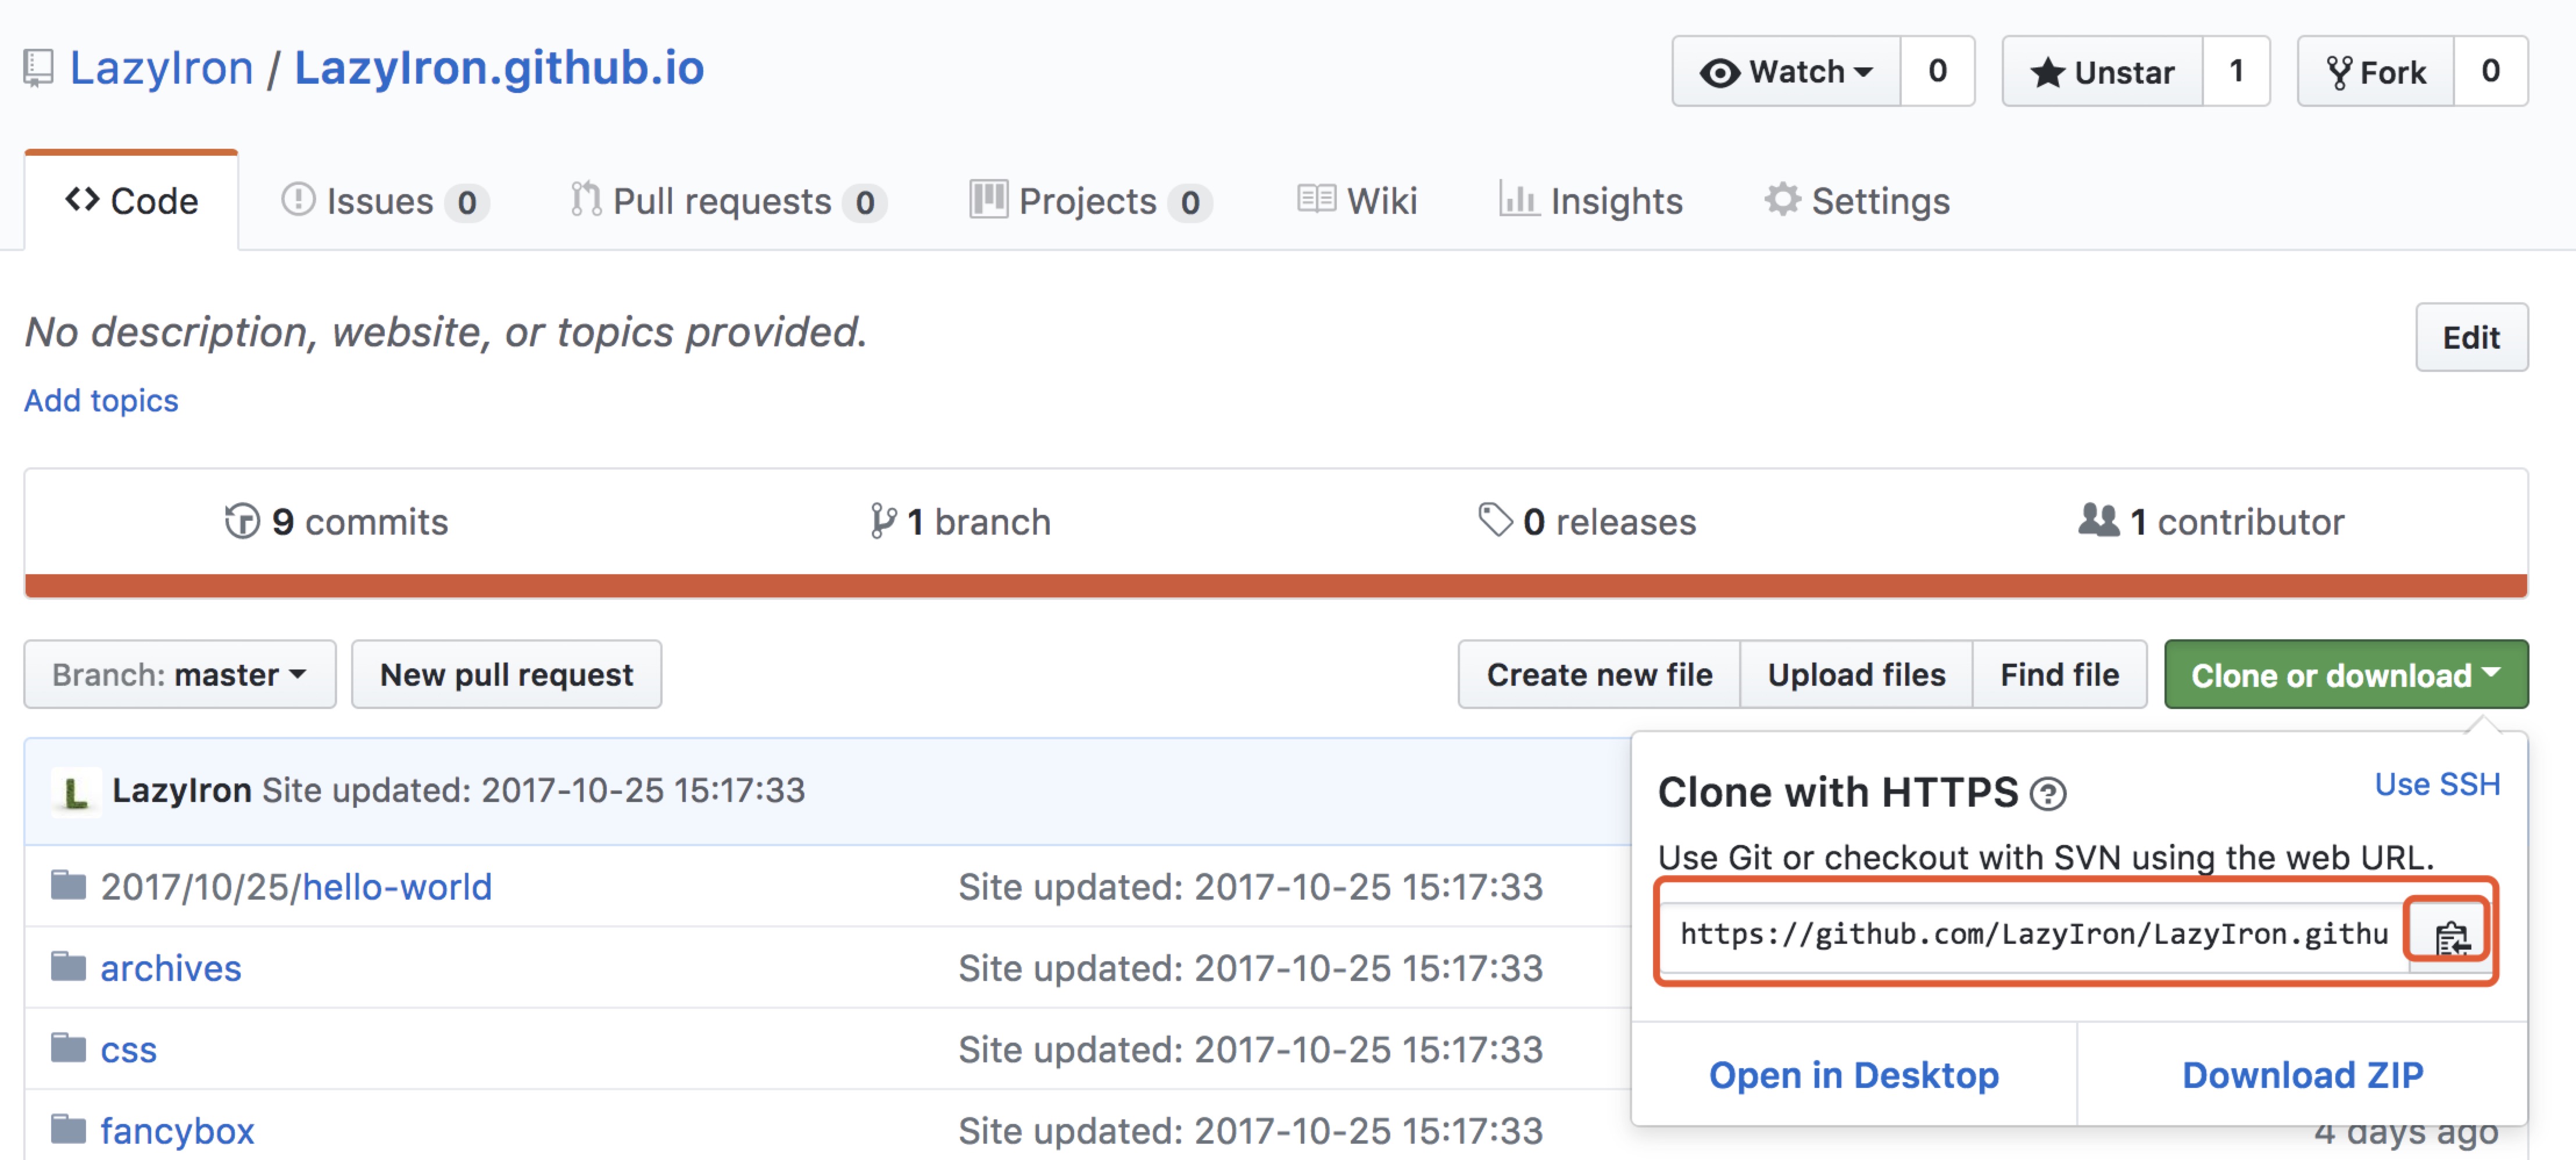 LazyIron / LazyIron.github.io
Watch 0 Unstar 1 Fork 0
Code Issues 0 Pull requests 0 Projects 0 Wiki Insights Settings
No description, website, or topics provided.
Edit
Add topics
9 commits 1 branch 0 releases 1 contributor
Branch: master New pull request Create new file Upload files Find file Clone or download
LazyIron Site updated: 2017-10-25 15:17:33
2017/10/25/hello-world Site updated: 2017-10-25 15:17:33
archives Site updated: 2017-10-25 15:17:33
css Site updated: 2017-10-25 15:17:33
fancybox Site updated: 2017-10-25 15:17:33
Clone with HTTPS Use SSH
Use Git or checkout with SVN using the web URL.
https://github.com/LazyIron/LazyIron.githu
Open in Desktop Download ZIP
4 days ago